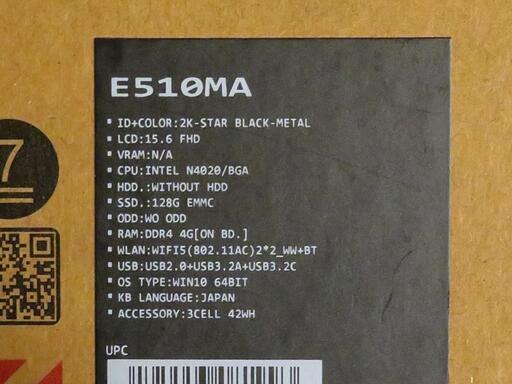 E510MA
▪ ID+COLOR:2K-STAR BLACK-METAL
▪ LCD:15.6 FHD
▪ VRAM:N/A
▪ CPU:INTEL N4020/BGA
▪ HDD.:WITHOUT HDD
▪ SSD.:128G EMMC
▪ ODD:WO ODD
▪ RAM:DDR4 4G[ON BD.]
▪ WLAN:WIFI5(802.11AC)2*2_WW+BT
▪ USB:USB2.0+USB3.2A+USB3.2C
▪ OS TYPE:WIN10 64BIT
▪ KB LANGUAGE:JAPAN
▪ ACCESSORY:3CELL 42WH
UPC
7